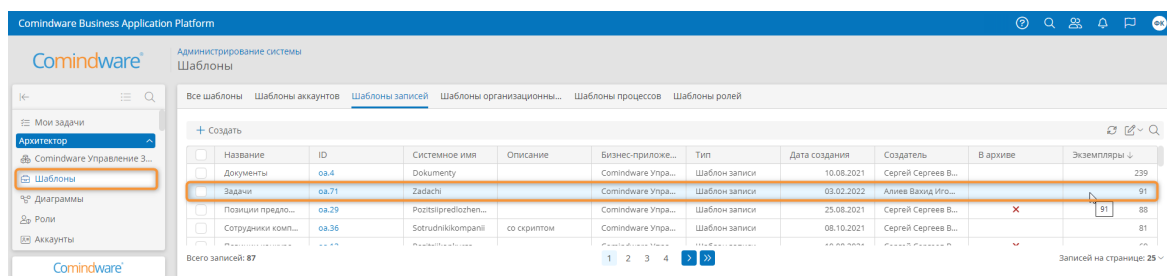 Comindware Business Application Platform
ФК
Comindware®
Администрирование системы
Шаблоны
Все шаблоны Шаблоны аккаунтов Шаблоны записей Шаблоны организационны... Шаблоны процессов Шаблоны ролей
Мои задачи
Архитектор
Comindware Управление З...
Шаблоны
Диаграммы
Роли
Аккаунты
Comindware®
+ Создать
Название ID Системное имя Описание Бизнес-приложе... Тип Дата создания Создатель В архиве Экземпляры ↓
Документы oa.4 Dokumenty Comindware Упра... Шаблон записи 10.08.2021 Сергей Сергеев В... 239
Задачи oa.71 Zadachi Comindware Упра... Шаблон записи 03.02.2022 Алиев Вахид Иго... 91
Позиции предло... oa.29 Pozitsiipredlozhen... Comindware Упра... Шаблон записи 25.08.2021 Сергей Сергеев В... 88
91
Сотрудники комп... oa.36 Sotrudnikikompanii со скриптом Comindware Упра... Шаблон записи 08.10.2021 Сергей Сергеев В... 81
Всего записей: 87 1 2 3 4 Записей на странице: 25